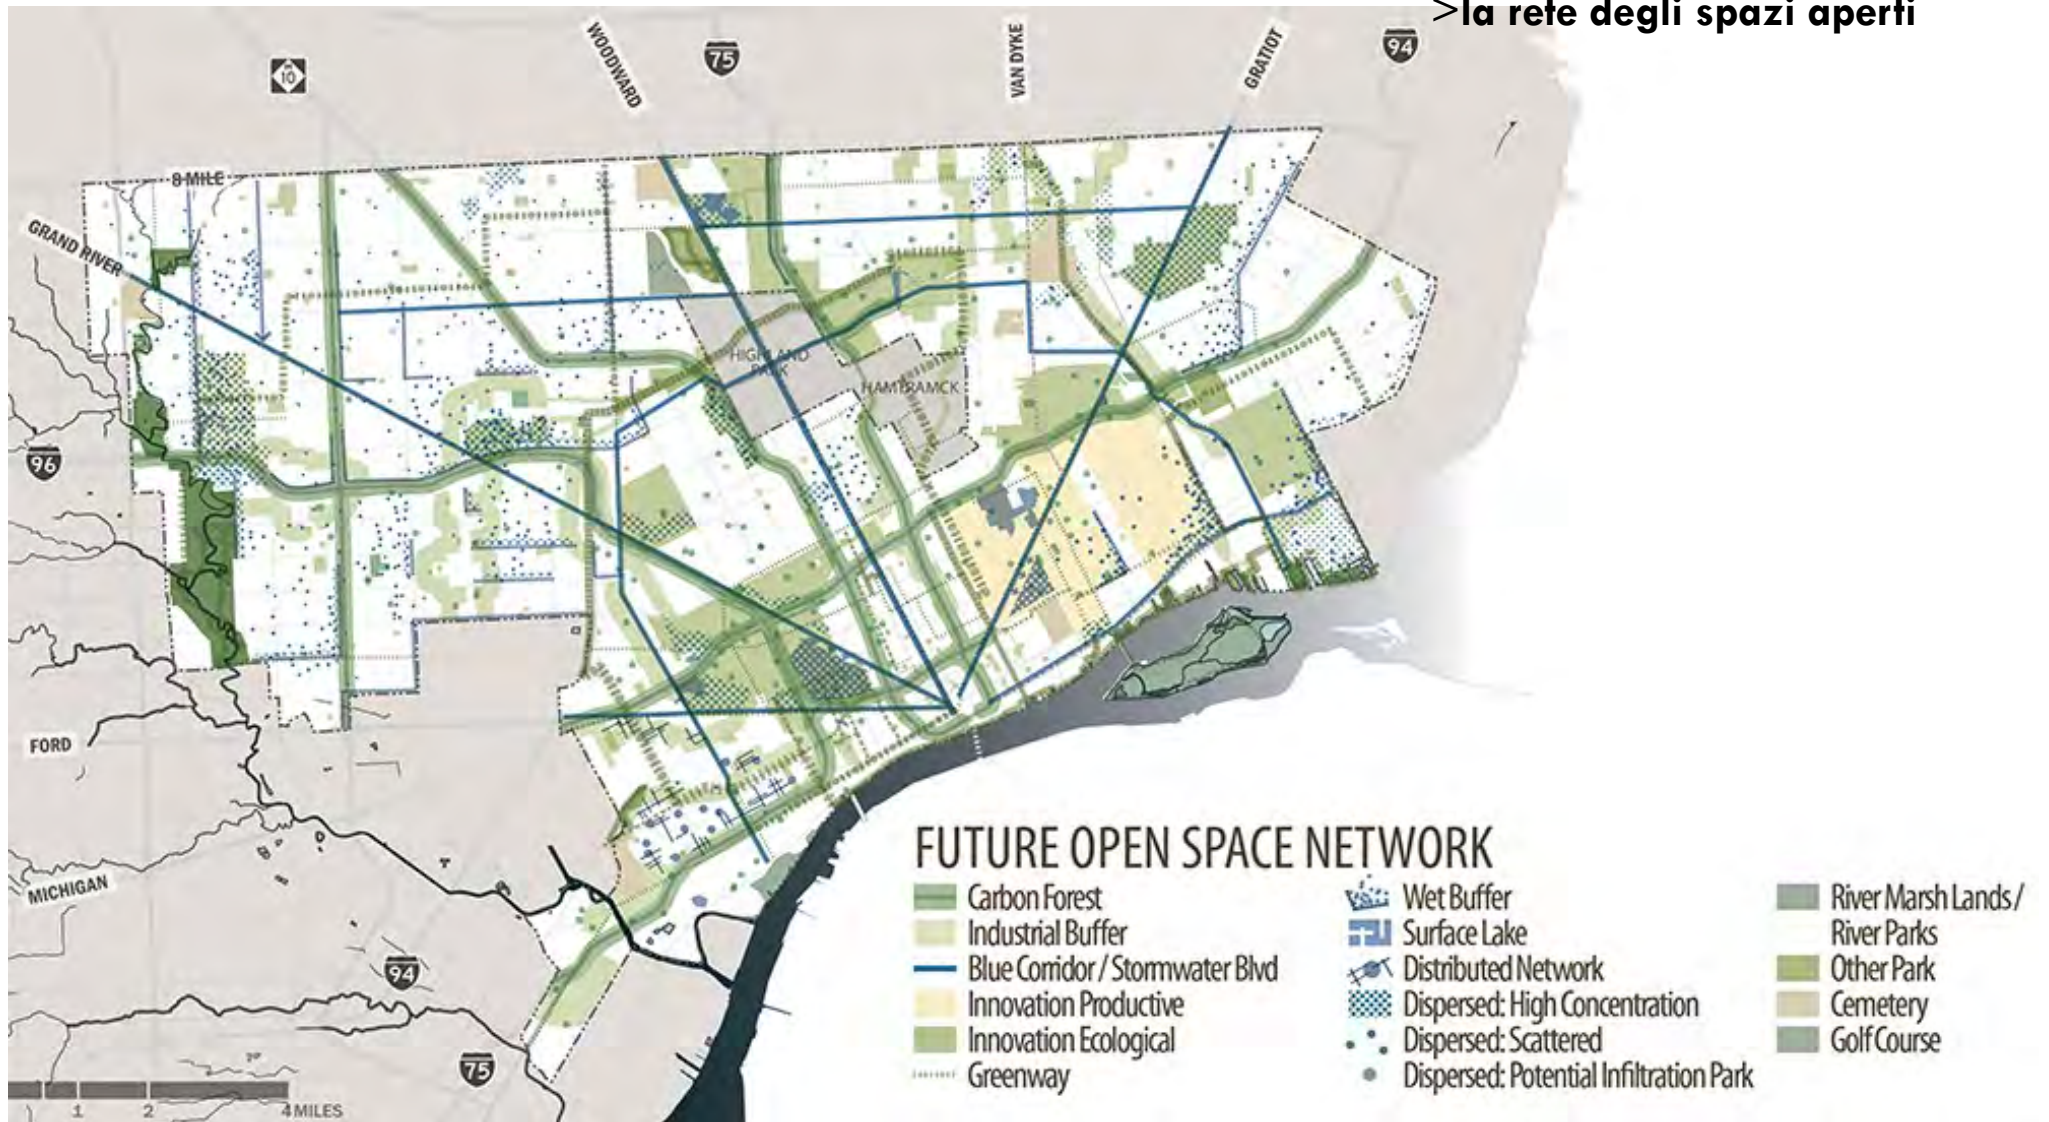 >la rete degli spazi aperti
WOODWARD
75
VAN DYKE
GRATIOT
94
M
10
8 MILE
GRAND RIVER
HIGHLAND
PARK
HAMTRAMCK
96
FORD
MICHIGAN
94
75
1 2 4 MILES
FUTURE OPEN SPACE NETWORK
Carbon Forest
Industrial Buffer
Blue Corridor / Stormwater Blvd
Innovation Productive
Innovation Ecological
Greenway
Wet Buffer
Surface Lake
Distributed Network
Dispersed: High Concentration
Dispersed: Scattered
Dispersed: Potential Infiltration Park
River Marsh Lands /
River Parks
Other Park
Cemetery
Golf Course